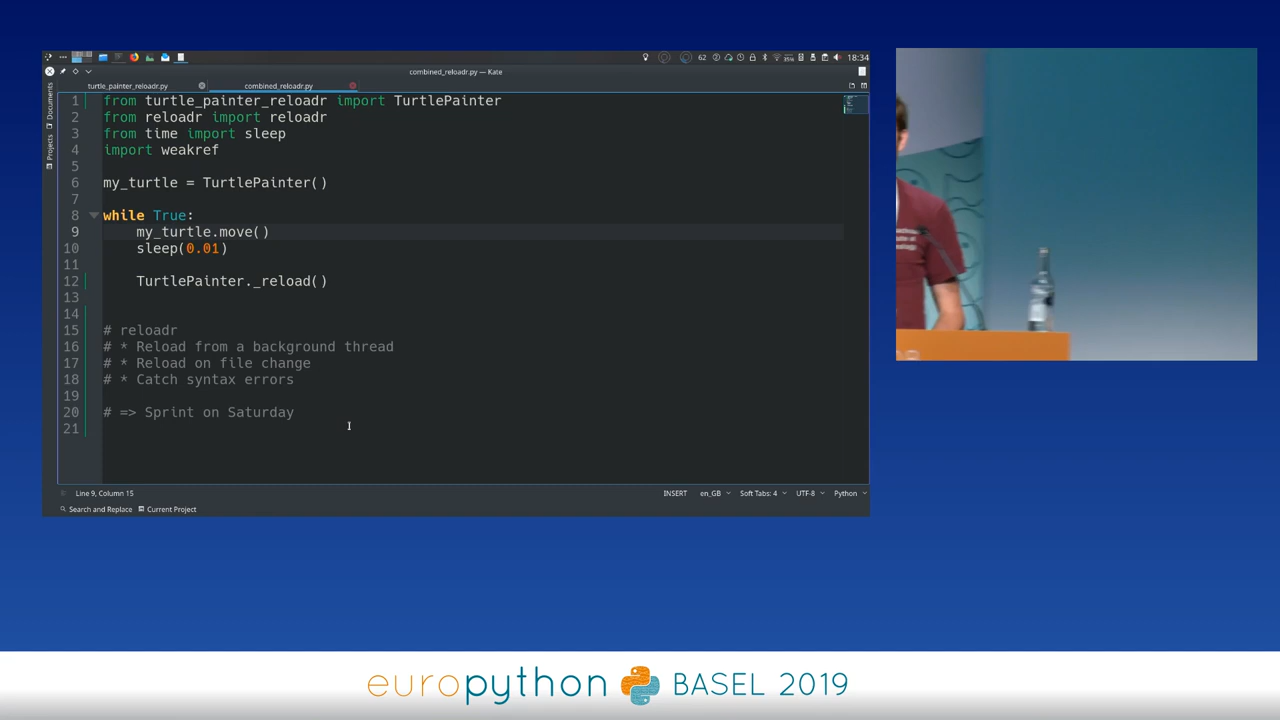 62
35%
18:34
combined_reloadr.py — Kate
turtle_painter_reloadr.py
combined_reloadr.py
Documents
Projects
1 from turtle_painter_reloadr import TurtlePainter
2 from reloadr import reloadr
3 from time import sleep
4 import weakref
5
6 my_turtle = TurtlePainter()
7
8 while True:
9 my_turtle.move()
10 sleep(0.01)
11
12 TurtlePainter._reload()
13
14
15 # reloadr
16 # * Reload from a background thread
17 # * Reload on file change
18 # * Catch syntax errors
19
20 # => Sprint on Saturday
21
Line 9, Column 15
INSERT
en_GB
Soft Tabs: 4
UTF-8
Python
Search and Replace
Current Project
europython BASEL 2019